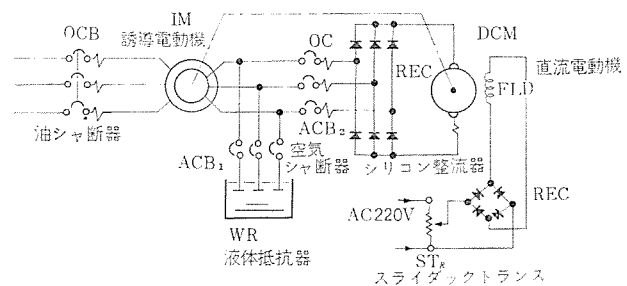 OCB
油シャ断器
IM
誘導電動機
OC
ACB₂
ACB₁
空気
シャ断器
WR
液体抵抗器
REC
シリコン整流器
DCM
直流電動機
FLD
REC
AC220V
STR
スライダックトランス